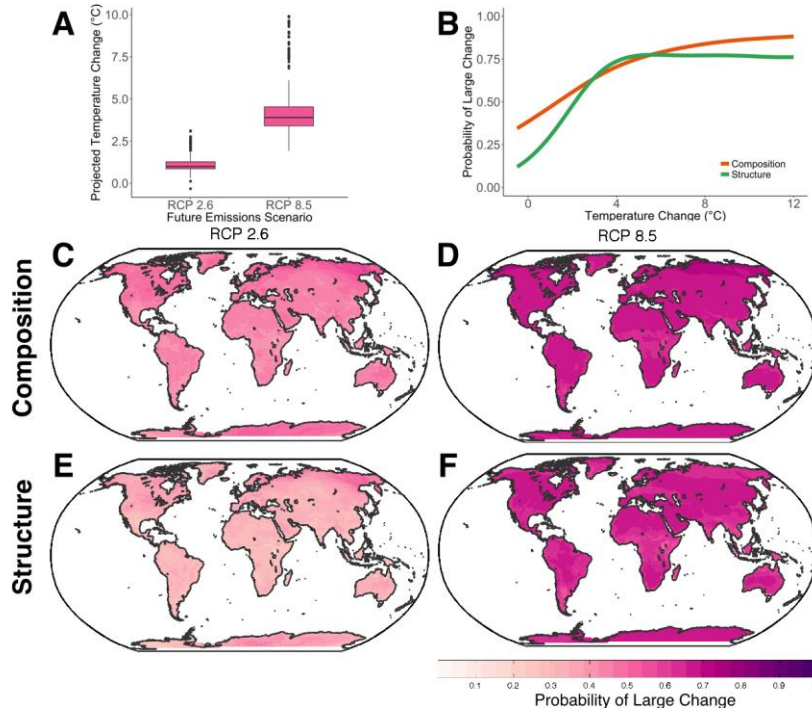 A
Projected Temperature Change (°C)
10.0
7.5
5.0
2.5
0.0
RCP 2.6
RCP 8.5
Future Emissions Scenario
B
Probability of Large Change
1.00
0.75
0.50
0.25
0.00
Composition
Structure
0
4
8
12
Temperature Change (°C)
RCP 2.6
RCP 8.5
Composition
C
D
Structure
E
F
0.1 0.2 0.3 0.4 0.5 0.6 0.7 0.8 0.9
Probability of Large Change